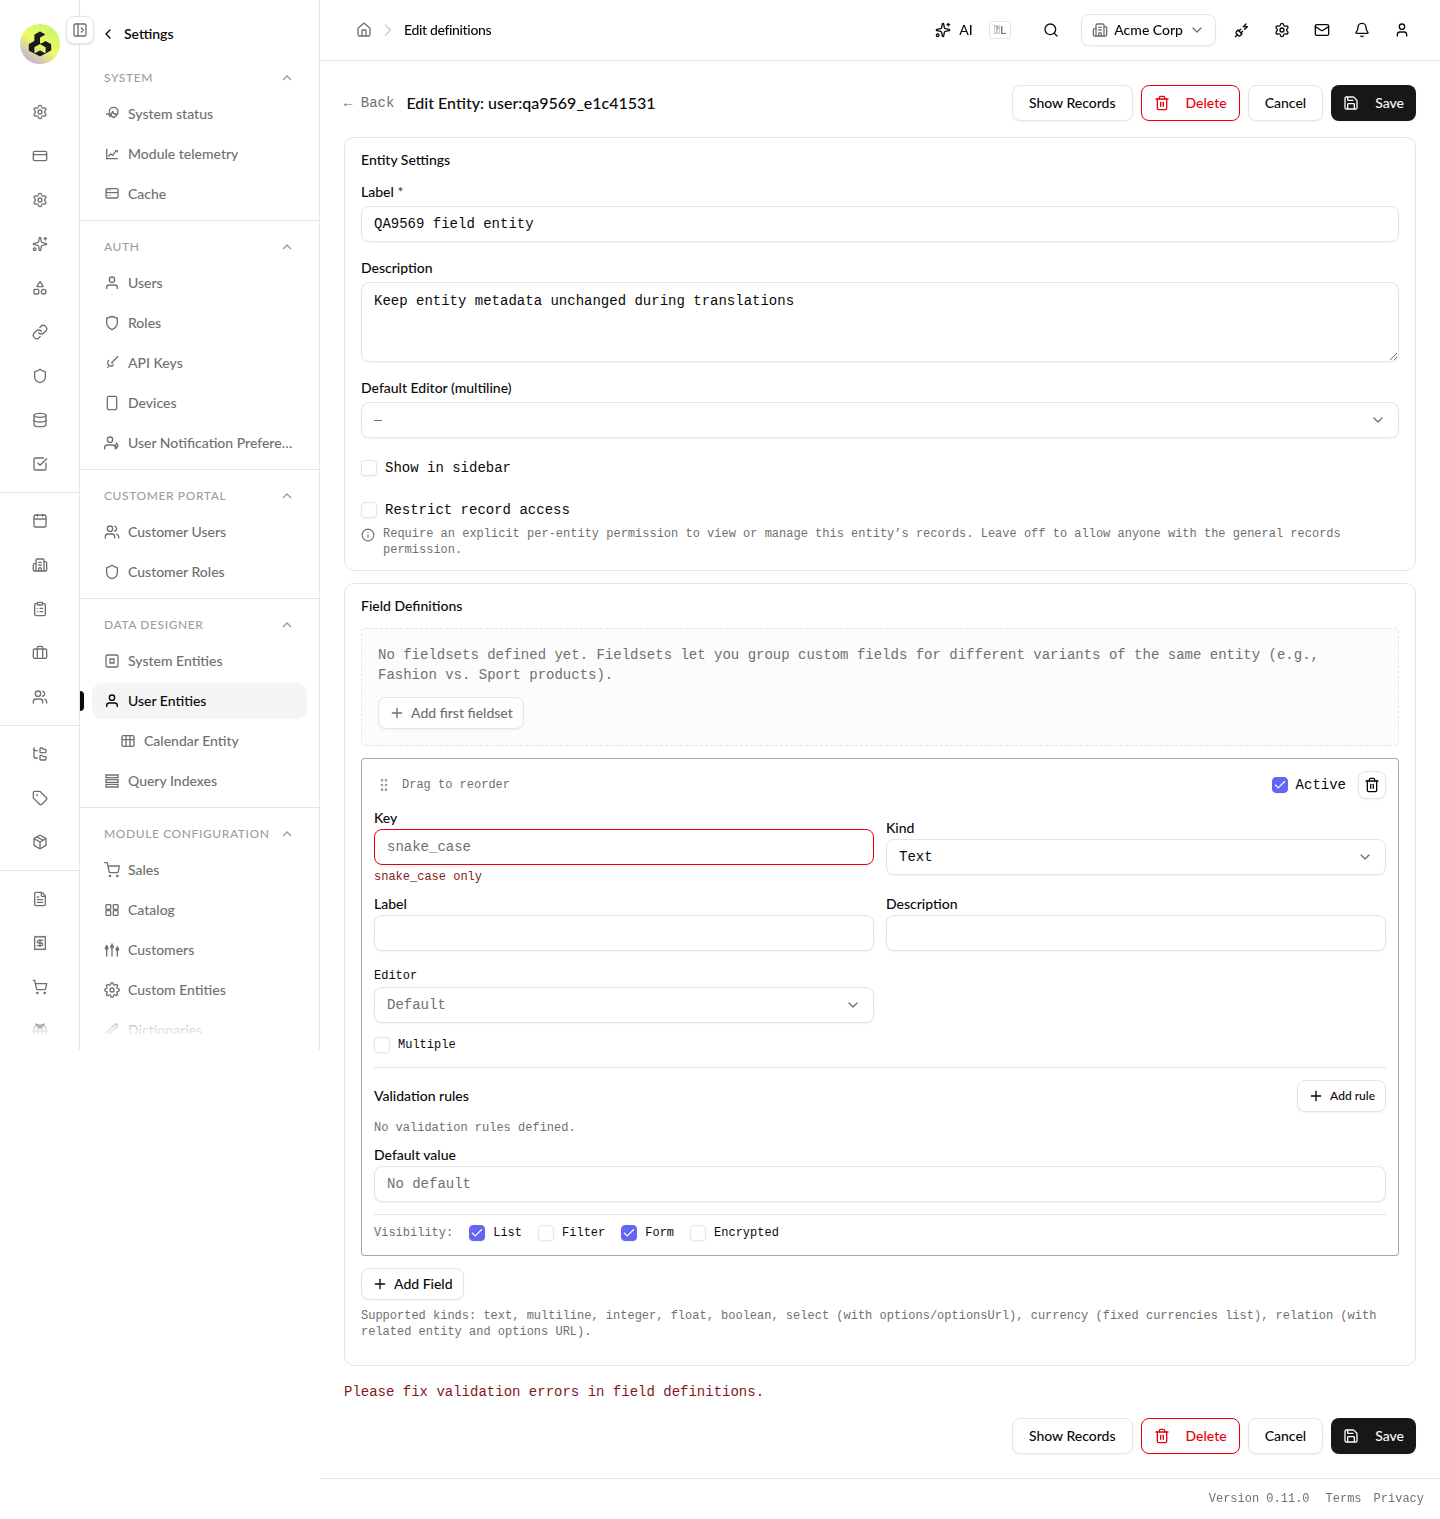 Settings
SYSTEM
System status
Module telemetry
Cache
AUTH
Users
Roles
API Keys
Devices
User Notification Prefere...
CUSTOMER PORTAL
Customer Users
Customer Roles
DATA DESIGNER
System Entities
User Entities
Calendar Entity
Query Indexes
MODULE CONFIGURATION
Sales
Catalog
Customers
Custom Entities
Dictionaries
Edit definitions
AI
Acme Corp
← Back Edit Entity: user:qa9569_e1c41531
Show Records Delete Cancel Save
Entity Settings
Label *
QA9569 field entity
Description
Keep entity metadata unchanged during translations
Default Editor (multiline)
—
Show in sidebar
Restrict record access
Require an explicit per-entity permission to view or manage this entity’s records. Leave off to allow anyone with the general records
permission.
Field Definitions
No fieldsets defined yet. Fieldsets let you group custom fields for different variants of the same entity (e.g.,
Fashion vs. Sport products).
Add first fieldset
Drag to reorder
Active
Key
snake_case
snake_case only
Kind
Text
Label
Description
Editor
Default
Multiple
Validation rules
Add rule
No validation rules defined.
Default value
No default
Visibility: List Filter Form Encrypted
Add Field
Supported kinds: text, multiline, integer, float, boolean, select (with options/optionsUrl), currency (fixed currencies list), relation (with
related entity and options URL).
Please fix validation errors in field definitions.
Show Records Delete Cancel Save
Version 0.11.0 Terms Privacy